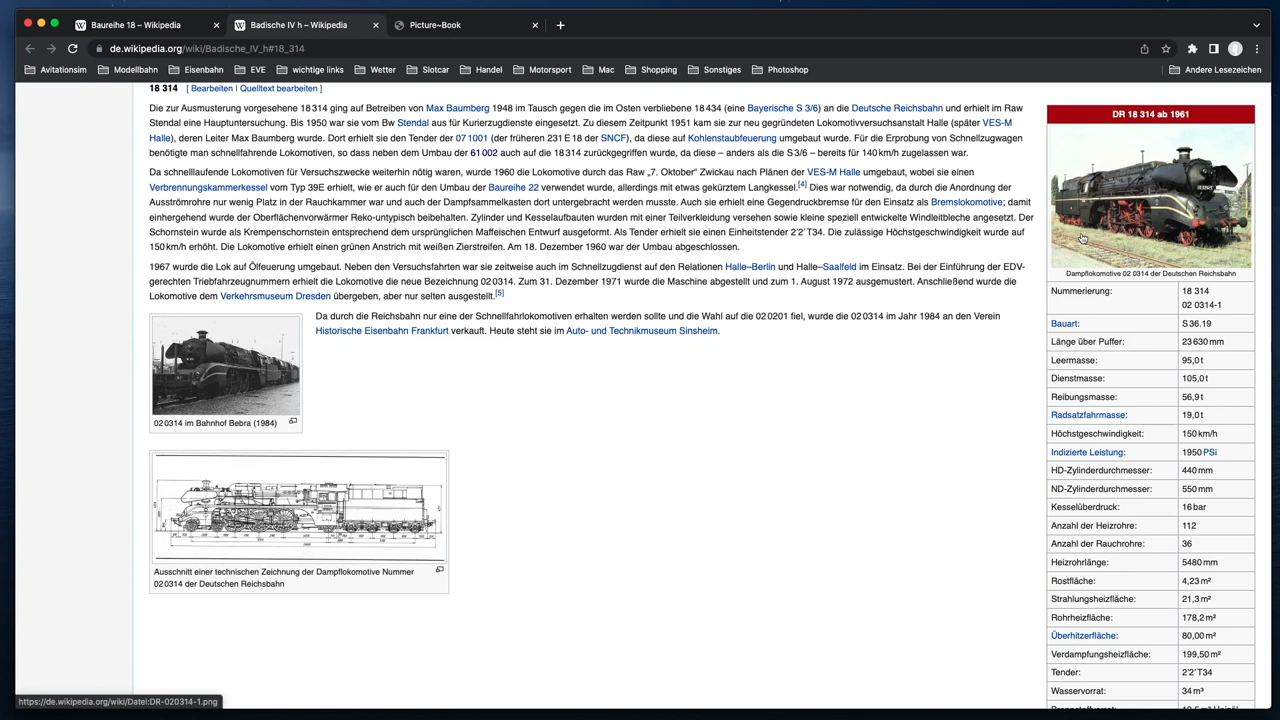 Baureihe 18 – Wikipedia
Badische IV h – Wikipedia
Picture~Book
de.wikipedia.org/wiki/Badische_IV_h#18_314
Avitationsim
Modellbahn
Eisenbahn
EVE
wichtige links
Wetter
Slotcar
Handel
Motorsport
Mac
Shopping
Sonstiges
Photoshop
Andere Lesezeichen
18 314 [ Bearbeiten | Quelltext bearbeiten ]
Die zur Ausmusterung vorgesehene 18 314 ging auf Betreiben von Max Baumberg 1948 im Tausch gegen die im Osten verbliebene 18 434 (eine Bayerische S 3/6) an die Deutsche Reichsbahn und erhielt im Raw
Stendal eine Hauptuntersuchung. Bis 1950 war sie vom Bw Stendal aus für Kurierzugdienste eingesetzt. Zu diesem Zeitpunkt 1951 kam sie zur neu gegründeten Lokomotivversuchsanstalt Halle (später VES-M
Halle), deren Leiter Max Baumberg wurde. Dort erhielt sie den Tender der 07 1001 (der früheren 231 E 18 der SNCF), da diese auf Kohlenstaubfeuerung umgebaut wurde. Für die Erprobung von Schnellzugwagen
benötigte man schnellfahrende Lokomotiven, so dass neben dem Umbau der 61 002 auch auf die 18 314 zurückgegriffen wurde, da diese – anders als die S 3/6 – bereits für 140 km/h zugelassen war.
Da schnelllaufende Lokomotiven für Versuchszwecke weiterhin nötig waren, wurde 1960 die Lokomotive durch das Raw „7. Oktober“ Zwickau nach Plänen der VES-M Halle umgebaut, wobei sie einen
Verbrennungskammerkessel vom Typ 39E erhielt, wie er auch für den Umbau der Baureihe 22 verwendet wurde, allerdings mit etwas gekürztem Langkessel.[4] Dies war notwendig, da durch die Anordnung der
Ausströmrohre nur wenig Platz in der Rauchkammer war und auch der Dampfsammelkasten dort untergebracht werden musste. Auch sie erhielt eine Gegendruckbremse für den Einsatz als Bremslokomotive; damit
einhergehend wurde der Oberflächenvorwärmer Reko-untypisch beibehalten. Zylinder und Kesselaufbauten wurden mit einer Teilverkleidung versehen sowie kleine speziell entwickelte Windleitbleche angesetzt. Der
Schornstein wurde als Krempenschornstein entsprechend dem ursprünglichen Maffeischen Entwurf ausgeformt. Als Tender erhielt sie einen Einheitstender 2'2' T34. Die zulässige Höchstgeschwindigkeit wurde auf
150 km/h erhöht. Die Lokomotive erhielt einen grünen Anstrich mit weißen Zierstreifen. Am 18. Dezember 1960 war der Umbau abgeschlossen.
1967 wurde die Lok auf Ölfeuerung umgebaut. Neben den Versuchsfahrten war sie zeitweise auch im Schnellzugdienst auf den Relationen Halle–Berlin und Halle–Saalfeld im Einsatz. Bei der Einführung der EDV-
gerechten Triebfahrzeugnummern erhielt die Lokomotive die neue Bezeichnung 02 0314. Zum 31. Dezember 1971 wurde die Maschine abgestellt und zum 1. August 1972 ausgemustert. Anschließend wurde die
Lokomotive dem Verkehrsmuseum Dresden übergeben, aber nur selten ausgestellt.[5]
Da durch die Reichsbahn nur eine der Schnellfahrlokomotiven erhalten werden sollte und die Wahl auf die 02 0201 fiel, wurde die 02 0314 im Jahr 1984 an den Verein
Historische Eisenbahn Frankfurt verkauft. Heute steht sie im Auto- und Technikmuseum Sinsheim.
02 0314 im Bahnhof Bebra (1984)
Ausschnitt einer technischen Zeichnung der Dampflokomotive Nummer
02 0314 der Deutschen Reichsbahn
DR 18 314 ab 1961
Dampflokomotive 02 0314 der Deutschen Reichsbahn
Nummerierung: 18 314
02 0314-1
Bauart: S 36.19
Länge über Puffer: 23 630 mm
Leermasse: 95,0 t
Dienstmasse: 105,0 t
Reibungsmasse: 56,9 t
Radsatzfahrmasse: 19,0 t
Höchstgeschwindigkeit: 150 km/h
Indizierte Leistung: 1950 PSi
HD-Zylinderdurchmesser: 440 mm
ND-Zylinderdurchmesser: 550 mm
Kesselüberdruck: 16 bar
Anzahl der Heizrohre: 112
Anzahl der Rauchrohre: 36
Heizrohrlänge: 5480 mm
Rostfläche: 4,23 m²
Strahlungsheizfläche: 21,3 m²
Rohrheizfläche: 178,2 m²
Überhitzerfläche: 80,00 m²
Verdampfungsheizfläche: 199,50 m²
Tender: 2'2' T34
Wasservorrat: 34 m³
https://de.wikipedia.org/wiki/Datei:DR-020314-1.png